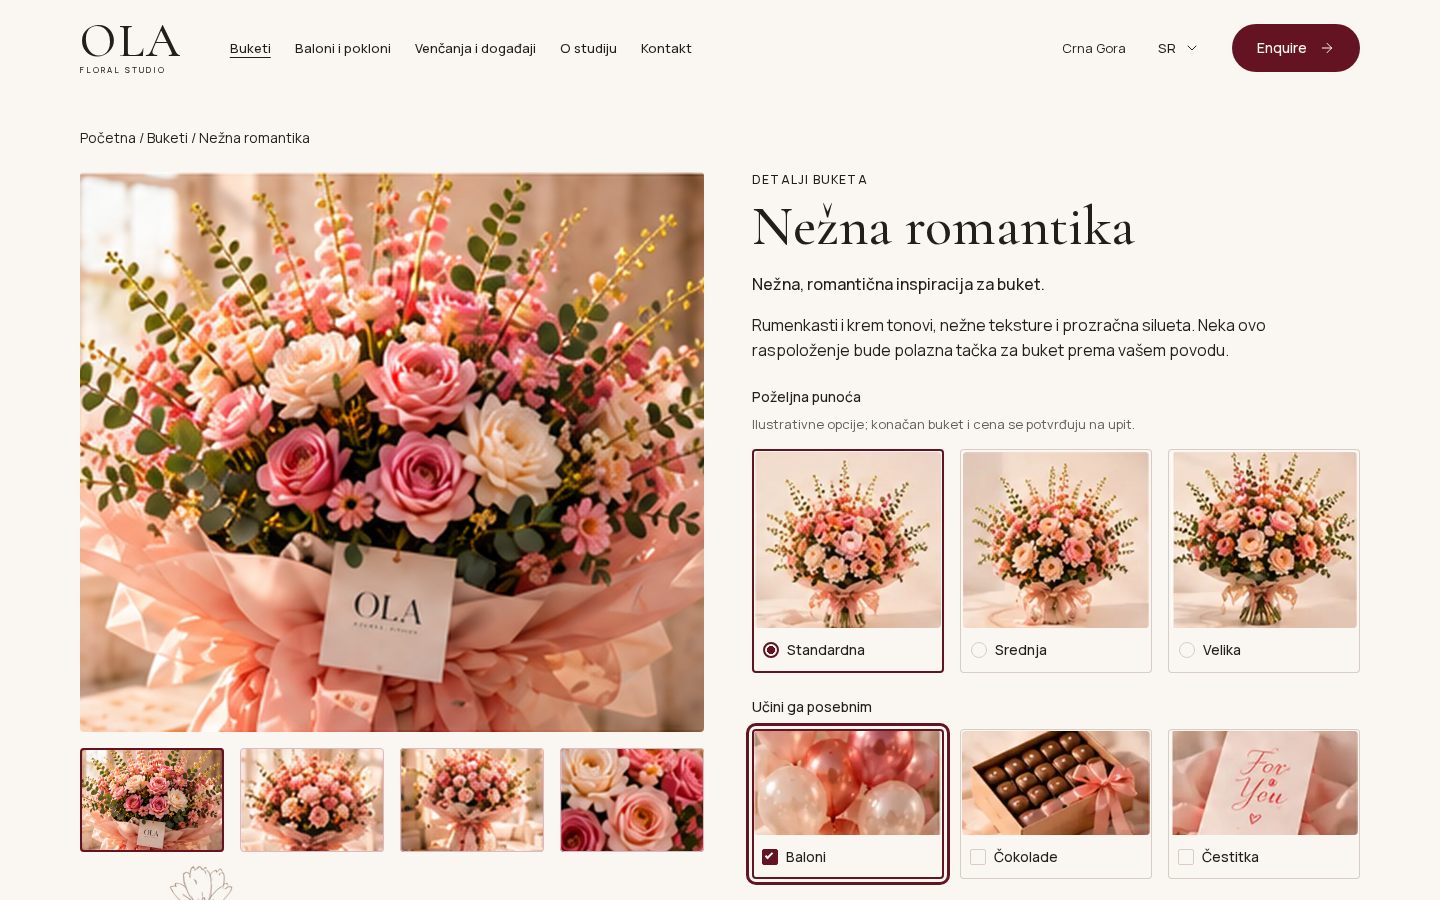 OLA
FLORAL STUDIO
Buketi
Baloni i pokloni
Venčanja i događaji
O studiju
Kontakt
Crna Gora
SR
Enquire
Početna / Buketi / Nežna romantika
DETALJI BUKETA
Nežna romantika
Nežna, romantična inspiracija za buket.
Rumenkasti i krem tonovi, nežne teksture i prozračna silueta. Neka ovo
raspoloženje bude polazna tačka za buket prema vašem povodu.
Poželjna punoća
Ilustrativne opcije; konačan buket i cena se potvrđuju na upit.
Standardna
Srednja
Velika
Učini ga posebnim
For
You
Baloni
Čokolade
Čestitka
OLA
OLA